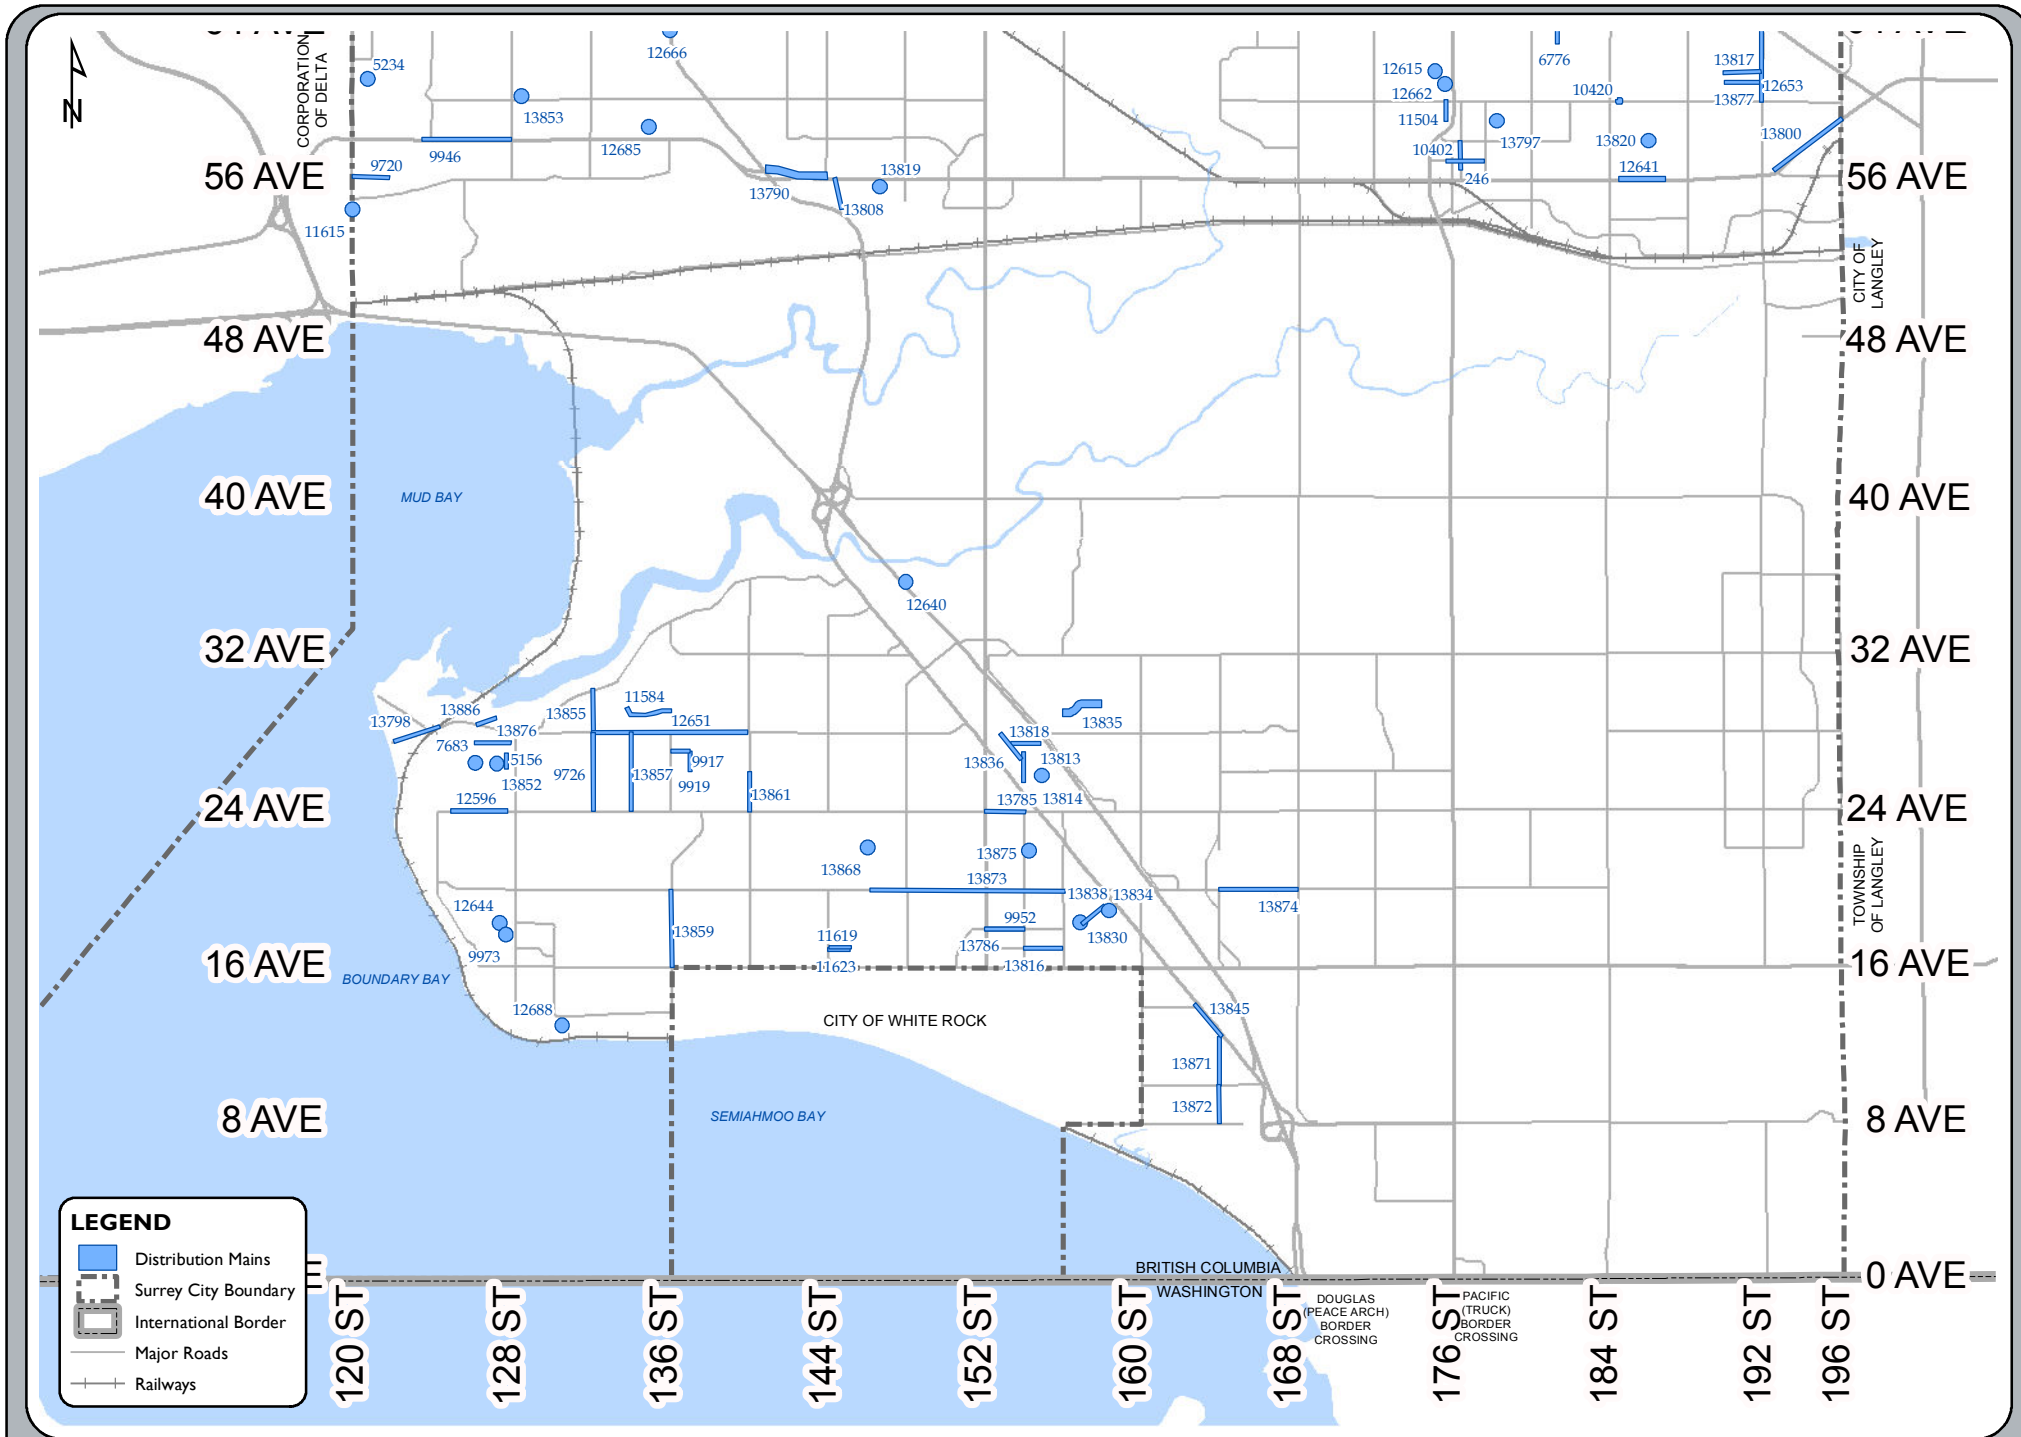 12666
6776
13817
CORPORATION
OF DELTA
5234
12615
12662
10420
12653
13877
N
13853
11504
12685
13797
13820
13800
9946
10402
9720
13819
12641
56 AVE
246
56 AVE
13790
13808
11615
CITY OF
LANGLEY
48 AVE
48 AVE
40 AVE
MUD BAY
40 AVE
12640
32 AVE
32 AVE
11584
13886
13855
12651
13798
13835
13876
13818
7683
5156
9917
13836
13813
13852
9726
13857
9919
12596
13861
13785
13814
24 AVE
24 AVE
13875
13868
13873
13838
13834
TOWNSHIP
OF LANGLEY
12644
9952
13874
13859
11619
13830
9973
13786
16 AVE
11623
13816
16 AVE
BOUNDARY BAY
12688
13845
CITY OF WHITE ROCK
13871
13872
8 AVE
SEMIAHMOO BAY
8 AVE
LEGEND
Distribution Mains
Surrey City Boundary
International Border
Major Roads
Railways
BRITISH COLUMBIA
WASHINGTON
0 AVE
120 ST
128 ST
136 ST
144 ST
152 ST
160 ST
168 ST
DOUGLAS
(PEACE ARCH)
BORDER
CROSSING
176 ST
PACIFIC
(TRUCK)
BORDER
CROSSING
184 ST
192 ST
196 ST